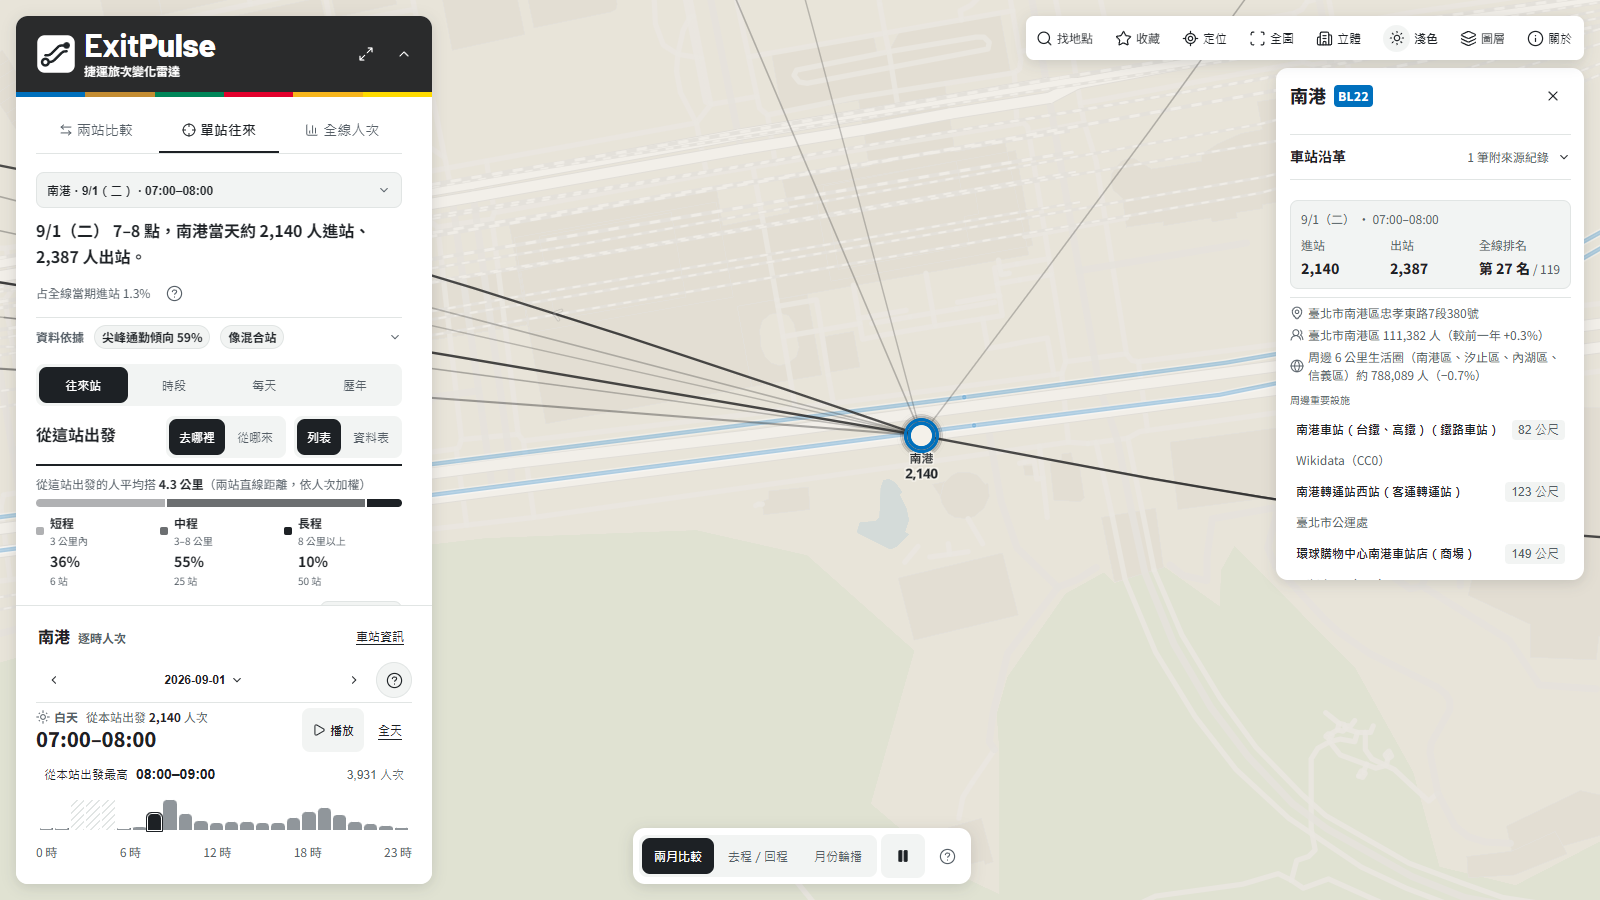 ExitPulse
捷運旅次變化雷達
兩站比較
單站往來
全線人次
南港 · 9/1（二）· 07:00–08:00
9/1（二） 7–8 點，南港當天約 2,140 人進站、
2,387 人出站。
占全線當期進站 1.3%
資料依據
尖峰通勤傾向 59%
像混合站
往來站
時段
每天
歷年
從這站出發
去哪裡
從哪來
列表
資料表
從這站出發的人平均搭 4.3 公里（兩站直線距離，依人次加權）
短程
3 公里內
36%
6 站
中程
3–8 公里
55%
25 站
長程
8 公里以上
10%
50 站
南港 逐時人次
車站資訊
2026-09-01
白天 從本站出發 2,140 人次
07:00–08:00
播放
全天
從本站出發最高 08:00–09:00
3,931 人次
0 時
6 時
12 時
18 時
23 時
南港
2,140
兩月比較
去程 / 回程
月份輪播
找地點
收藏
定位
全圖
立體
淺色
圖層
關於
南港 BL22
車站沿革
1 筆附來源紀錄
9/1（二） · 07:00–08:00
進站
2,140
出站
2,387
全線排名
第 27 名 / 119
臺北市南港區忠孝東路7段380號
臺北市南港區 111,382 人（較前一年 +0.3%）
周邊 6 公里生活圈（南港區、汐止區、內湖區、
信義區）約 788,089 人（−0.7%）
周邊重要設施
南港車站（台鐵、高鐵）（鐵路車站）
82 公尺
Wikidata（CC0）
南港轉運站西站（客運轉運站）
123 公尺
臺北市公運處
環球購物中心南港車站店（商場）
149 公尺